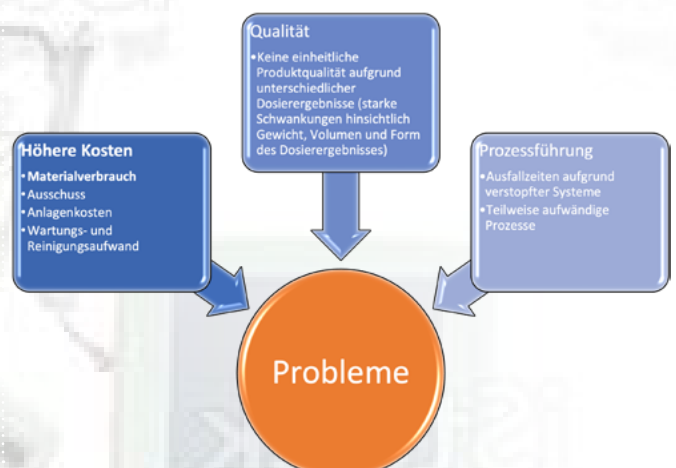 Qualität
•Keine einheitliche
Produktqualität aufgrund
unterschiedlicher
Dosierergebnisse (starke
Schwankungen hinsichtlich
Gewicht, Volumen und Form
des Dosierergebnisses)
Höhere Kosten
•Materialverbrauch
•Ausschuss
•Anlagenkosten
•Wartungs- und
Reinigungsaufwand
Prozessführung
•Ausfallzeiten aufgrund
verstopfter Systeme
•Teilweise aufwändige
Prozesse
Probleme